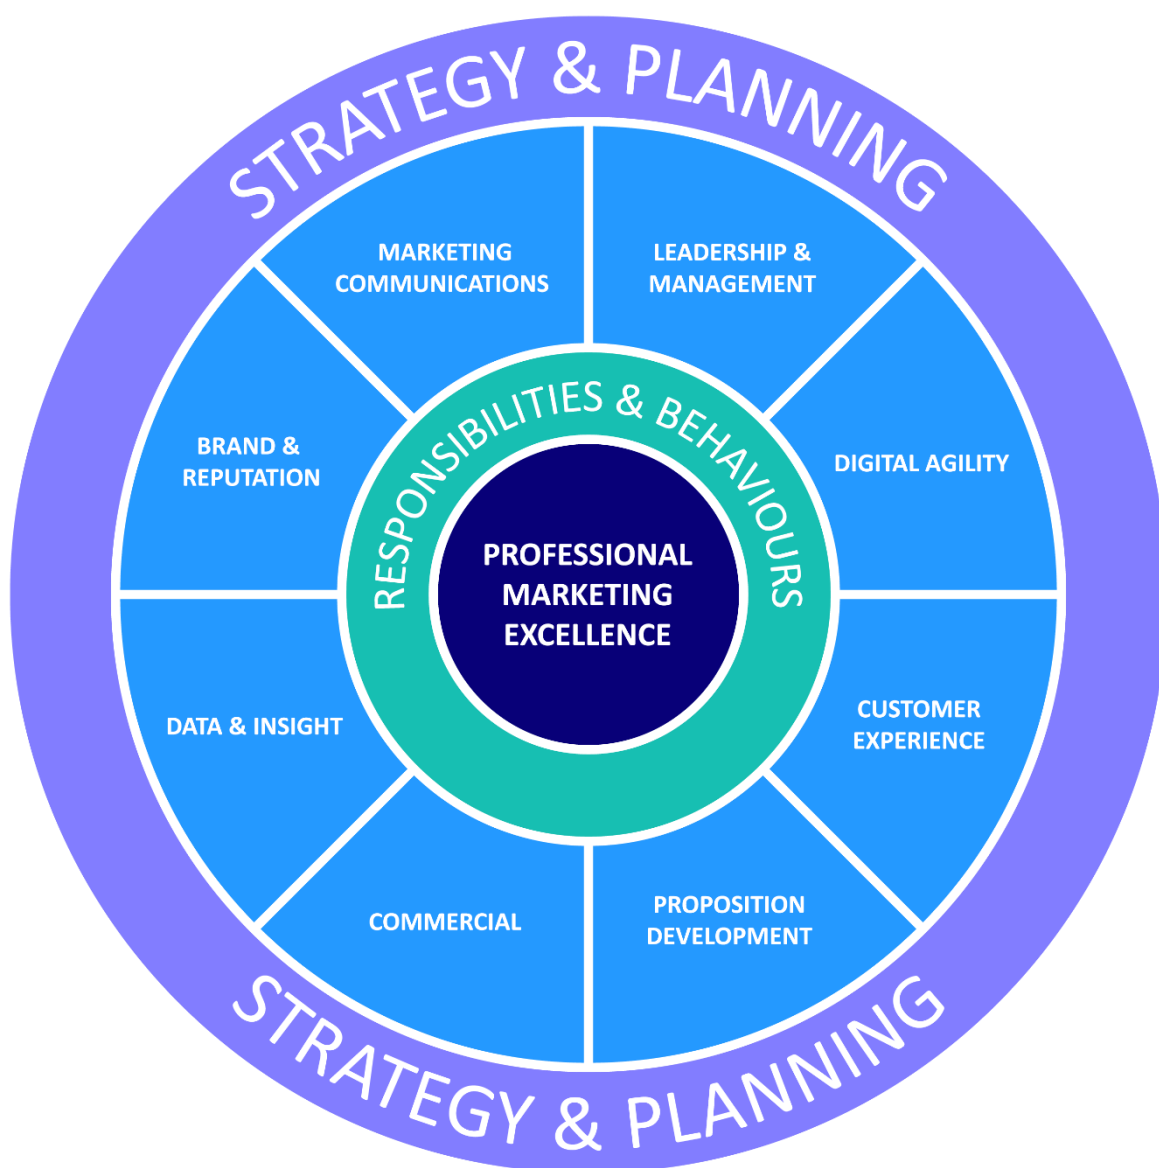 STRATEGY & PLANNING
MARKETING
COMMUNICATIONS
LEADERSHIP &
MANAGEMENT
BRAND &
REPUTATION
DIGITAL AGILITY
RESPONSIBILITIES & BEHAVIOURS
PROFESSIONAL
MARKETING
EXCELLENCE
DATA & INSIGHT
CUSTOMER
EXPERIENCE
COMMERCIAL
PROPOSITION
DEVELOPMENT
STRATEGY & PLANNING